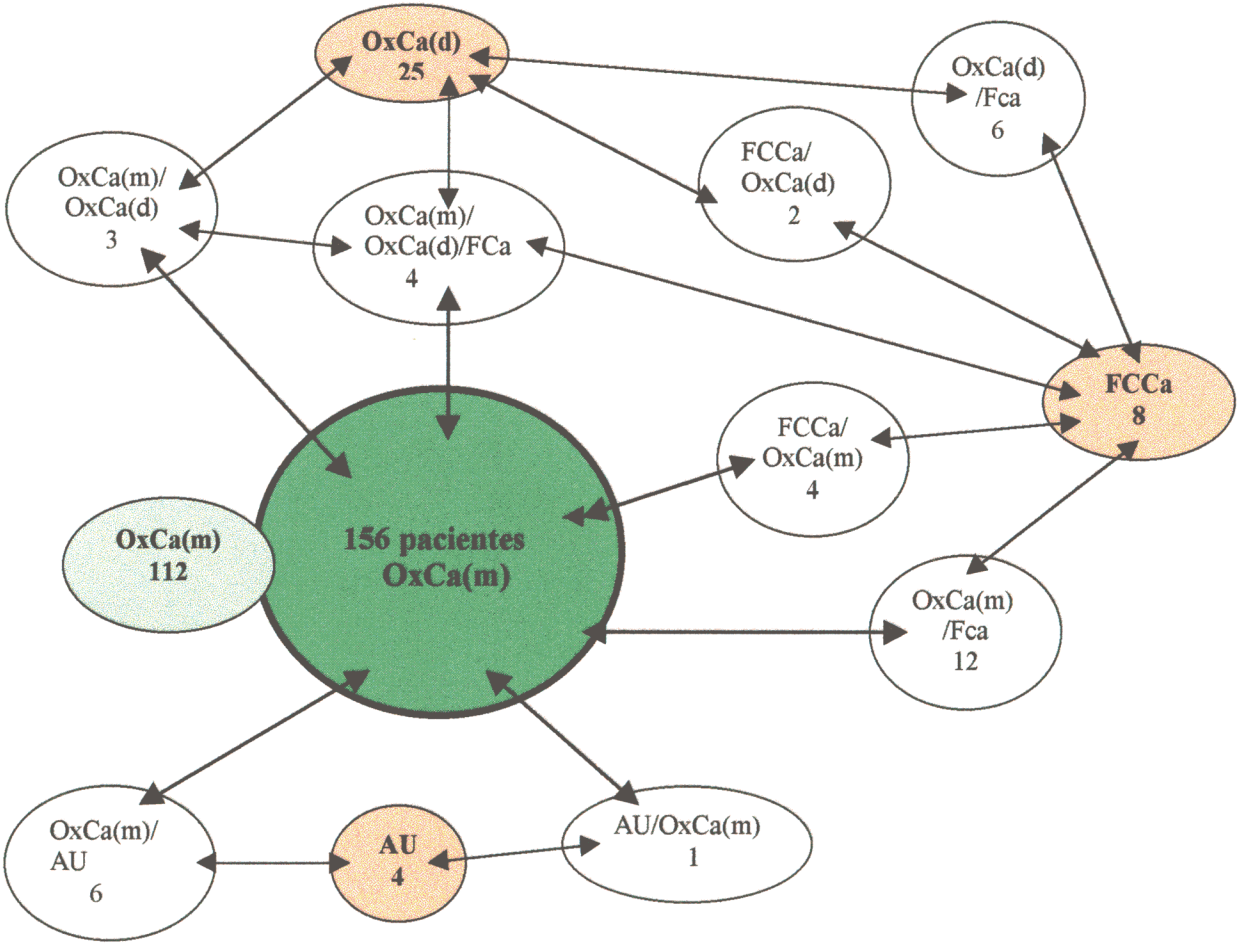 OxCa(d)
25
OxCa(d)
/Fca
6
FCCa/
OxCa(d)
2
OxCa(m)/
OxCa(d)
3
OxCa(m)/
OxCa(d)/FCa
4
FCCa
8
FCCa/
OxCa(m)
4
OxCa(m)
112
156 pacientes
OxCa(m)
OxCa(m)
/Fca
12
OxCa(m)/
AU
6
AU
4
AU/OxCa(m)
1